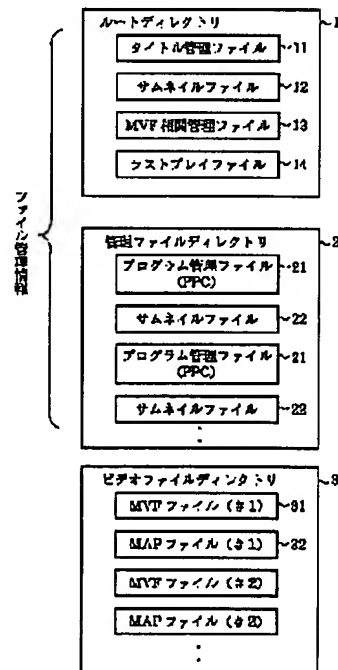 ルートディレクトリ ~1
タイトル管理ファイル ~11
サムネイルファイル ~12
MVF相関管理ファイル ~13
ラストプレイファイル ~14
ファイル管理情報
管理ファイルディレクトリ ~2
プログラム管理ファイル ~21
(PPC)
サムネイルファイル ~22
プログラム管理ファイル ~21
(PPC)
サムネイルファイル ~22
ビデオファイルディレクトリ ~3
MVFファイル(#1) ~31
MAPファイル(#1) ~32
MVFファイル(#2)
MAPファイル(#2)